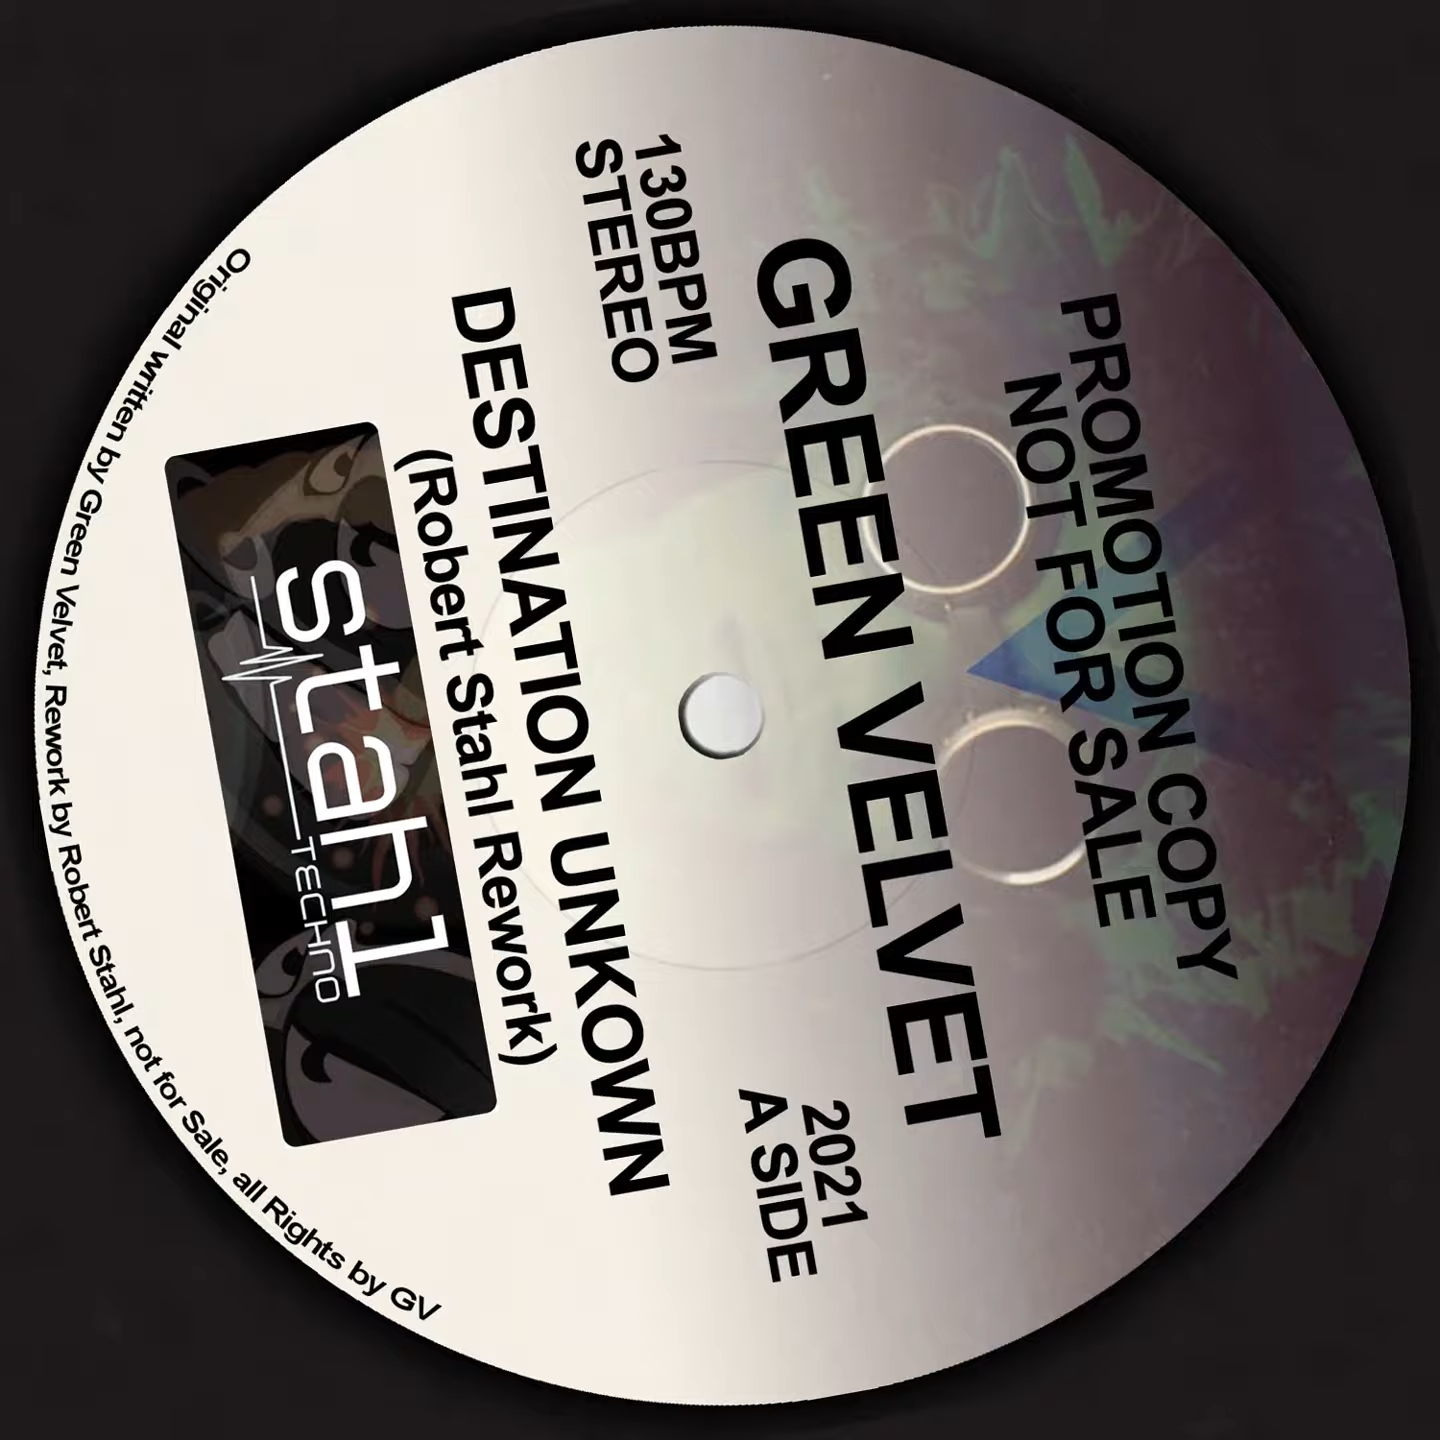 PROMOTION COPY
NOT FOR SALE
GREEN VELVET
130BPM
STEREO
2021
A SIDE
DESTINATION UNKOWN
(Robert Stahl Rework)
stahl
TECHNO
Original written by Green Velvet, Rework by Robert Stahl, not for Sale, all Rights by GV